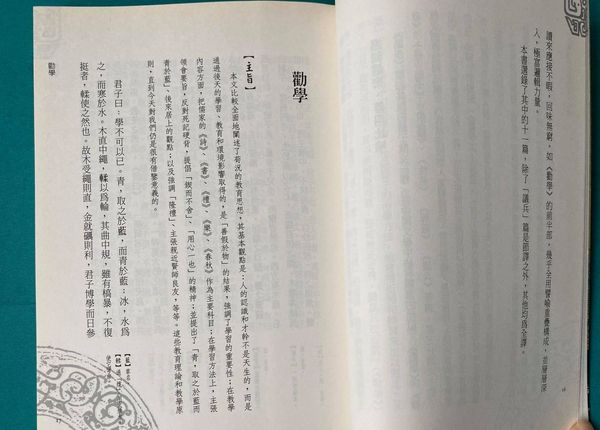 讀來應接不暇，回味無窮，如《勸學》的前半部，幾乎全用譬喻重疊構成，並層層深
人，極富邏輯力量。
本書選錄了其中的十一篇，除了「議兵」篇是節譯之外，其他均為全譯。
勸學
【主旨】
本文比較全面地闡述了荀況的教育思想，其基本觀點是：人的認識和才幹不是天生的，而是
通過後天的學習、教育和環境影響取得的，是「善假於物」的結果，強調了學習的重要性；在教學
內容方面，把儒家的《詩》、《書》、《禮》、《樂》、《春秋》作為主要科目；在學習方法上，主張
領會要旨，反對死記硬背，提倡「鍥而不舍」、「用心一也」的精神；並提出了「青，取之於藍而
青於藍」、後來居上的觀點；以及強調「隆禮」、主張親近賢師良友，等等。這些教育理論和教學原
則，直到今天對我們仍是很有借鑒意義的。
君子曰：學不可以已。青，取之於藍，而青於藍；冰，水為
之，而寒於水。木直中繩，輮以為輪，其曲中規，雖有槁暴，不復
挺者，輮使之然也。故木受繩則直，金就礪則利，君子博學而日參
【藍】
勸學
17